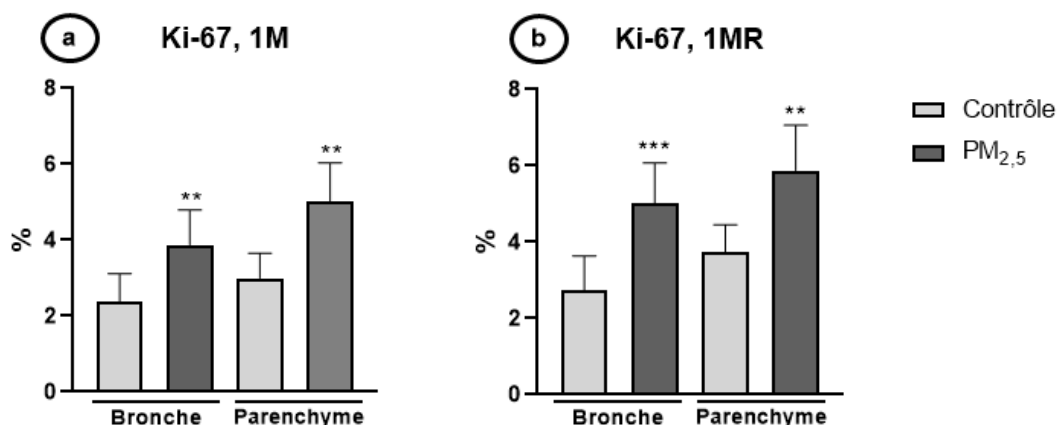 a Ki-67, 1M
8
6
4
2
0
%
**
**
Bronche Parenchyme
b Ki-67, 1MR
8
6
4
2
0
%
***
**
Bronche Parenchyme
Contrôle
PM2,5